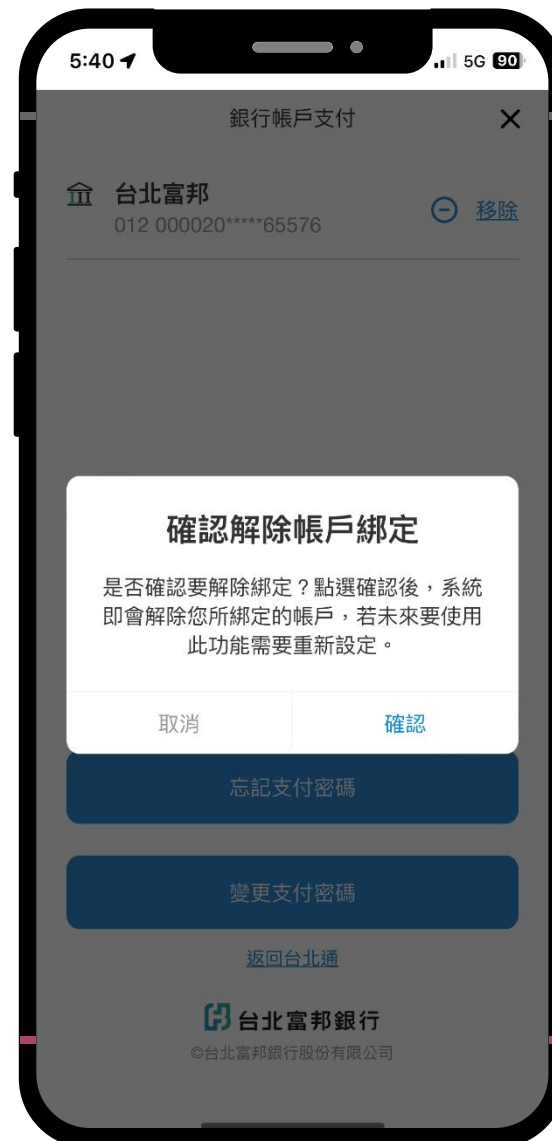 5:40
5G 90
銀行帳戶支付
台北富邦
012 000020*****65576
移除
確認解除帳戶綁定
是否確認要解除綁定？點選確認後，系統
即會解除您所綁定的帳戶，若未來要使用
此功能需要重新設定。
取消
確認
忘記支付密碼
變更支付密碼
返回台北通
台北富邦銀行
©台北富邦銀行股份有限公司